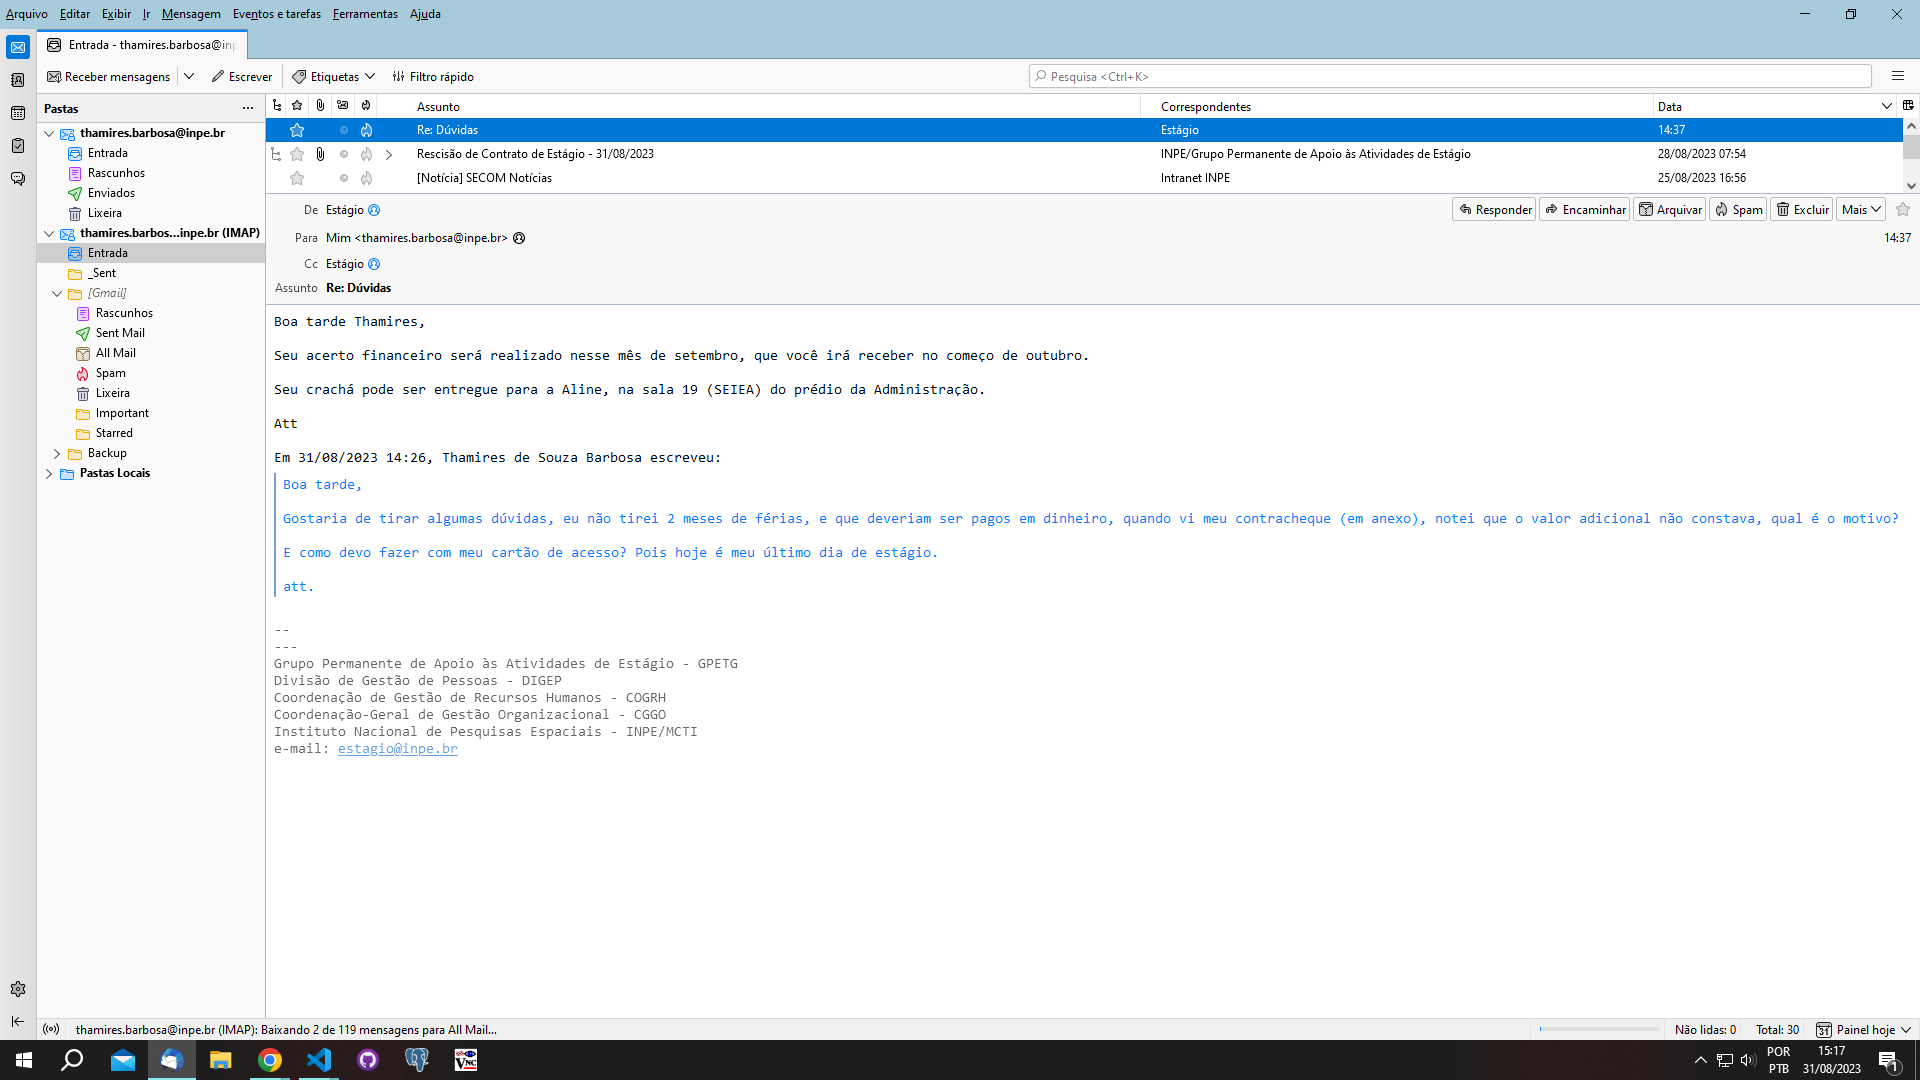 Arquivo Editar Exibir Ir Mensagem Eventos e tarefas Ferramentas Ajuda
Entrada - thamires.barbosa@inp
Receber mensagens Escrever Etiquetas Filtro rápido Pesquisa <Ctrl+K>
Pastas ...
thamires.barbosa@inpe.br
Entrada
Rascunhos
Enviados
Lixeira
thamires.barbos...inpe.br (IMAP)
Entrada
_Sent
[Gmail]
Rascunhos
Sent Mail
All Mail
Spam
Lixeira
Important
Starred
Backup
Pastas Locais
Assunto Correspondentes Data
Re: Dúvidas Estágio 14:37
Rescisão de Contrato de Estágio - 31/08/2023 INPE/Grupo Permanente de Apoio às Atividades de Estágio 28/08/2023 07:54
[Notícia] SECOM Notícias Intranet INPE 25/08/2023 16:56
De Estágio Responder Encaminhar Arquivar Spam Excluir Mais
Para Mim <thamires.barbosa@inpe.br> 14:37
Cc Estágio
Assunto Re: Dúvidas
Boa tarde Thamires,
Seu acerto financeiro será realizado nesse mês de setembro, que você irá receber no começo de outubro.
Seu crachá pode ser entregue para a Aline, na sala 19 (SEIEA) do prédio da Administração.
Att
Em 31/08/2023 14:26, Thamires de Souza Barbosa escreveu:
Boa tarde,
Gostaria de tirar algumas dúvidas, eu não tirei 2 meses de férias, e que deveriam ser pagos em dinheiro, quando vi meu contracheque (em anexo), notei que o valor adicional não constava, qual é o motivo?
E como devo fazer com meu cartão de acesso? Pois hoje é meu último dia de estágio.
att.
--
---
Grupo Permanente de Apoio às Atividades de Estágio - GPETG
Divisão de Gestão de Pessoas - DIGEP
Coordenação de Gestão de Recursos Humanos - COGRH
Coordenação-Geral de Gestão Organizacional - CGGO
Instituto Nacional de Pesquisas Espaciais - INPE/MCTI
e-mail: estagio@inpe.br
thamires.barbosa@inpe.br (IMAP): Baixando 2 de 119 mensagens para All Mail... Não lidas: 0 Total: 30 31 Painel hoje
VNC
POR 15:17
PTB 31/08/2023 1